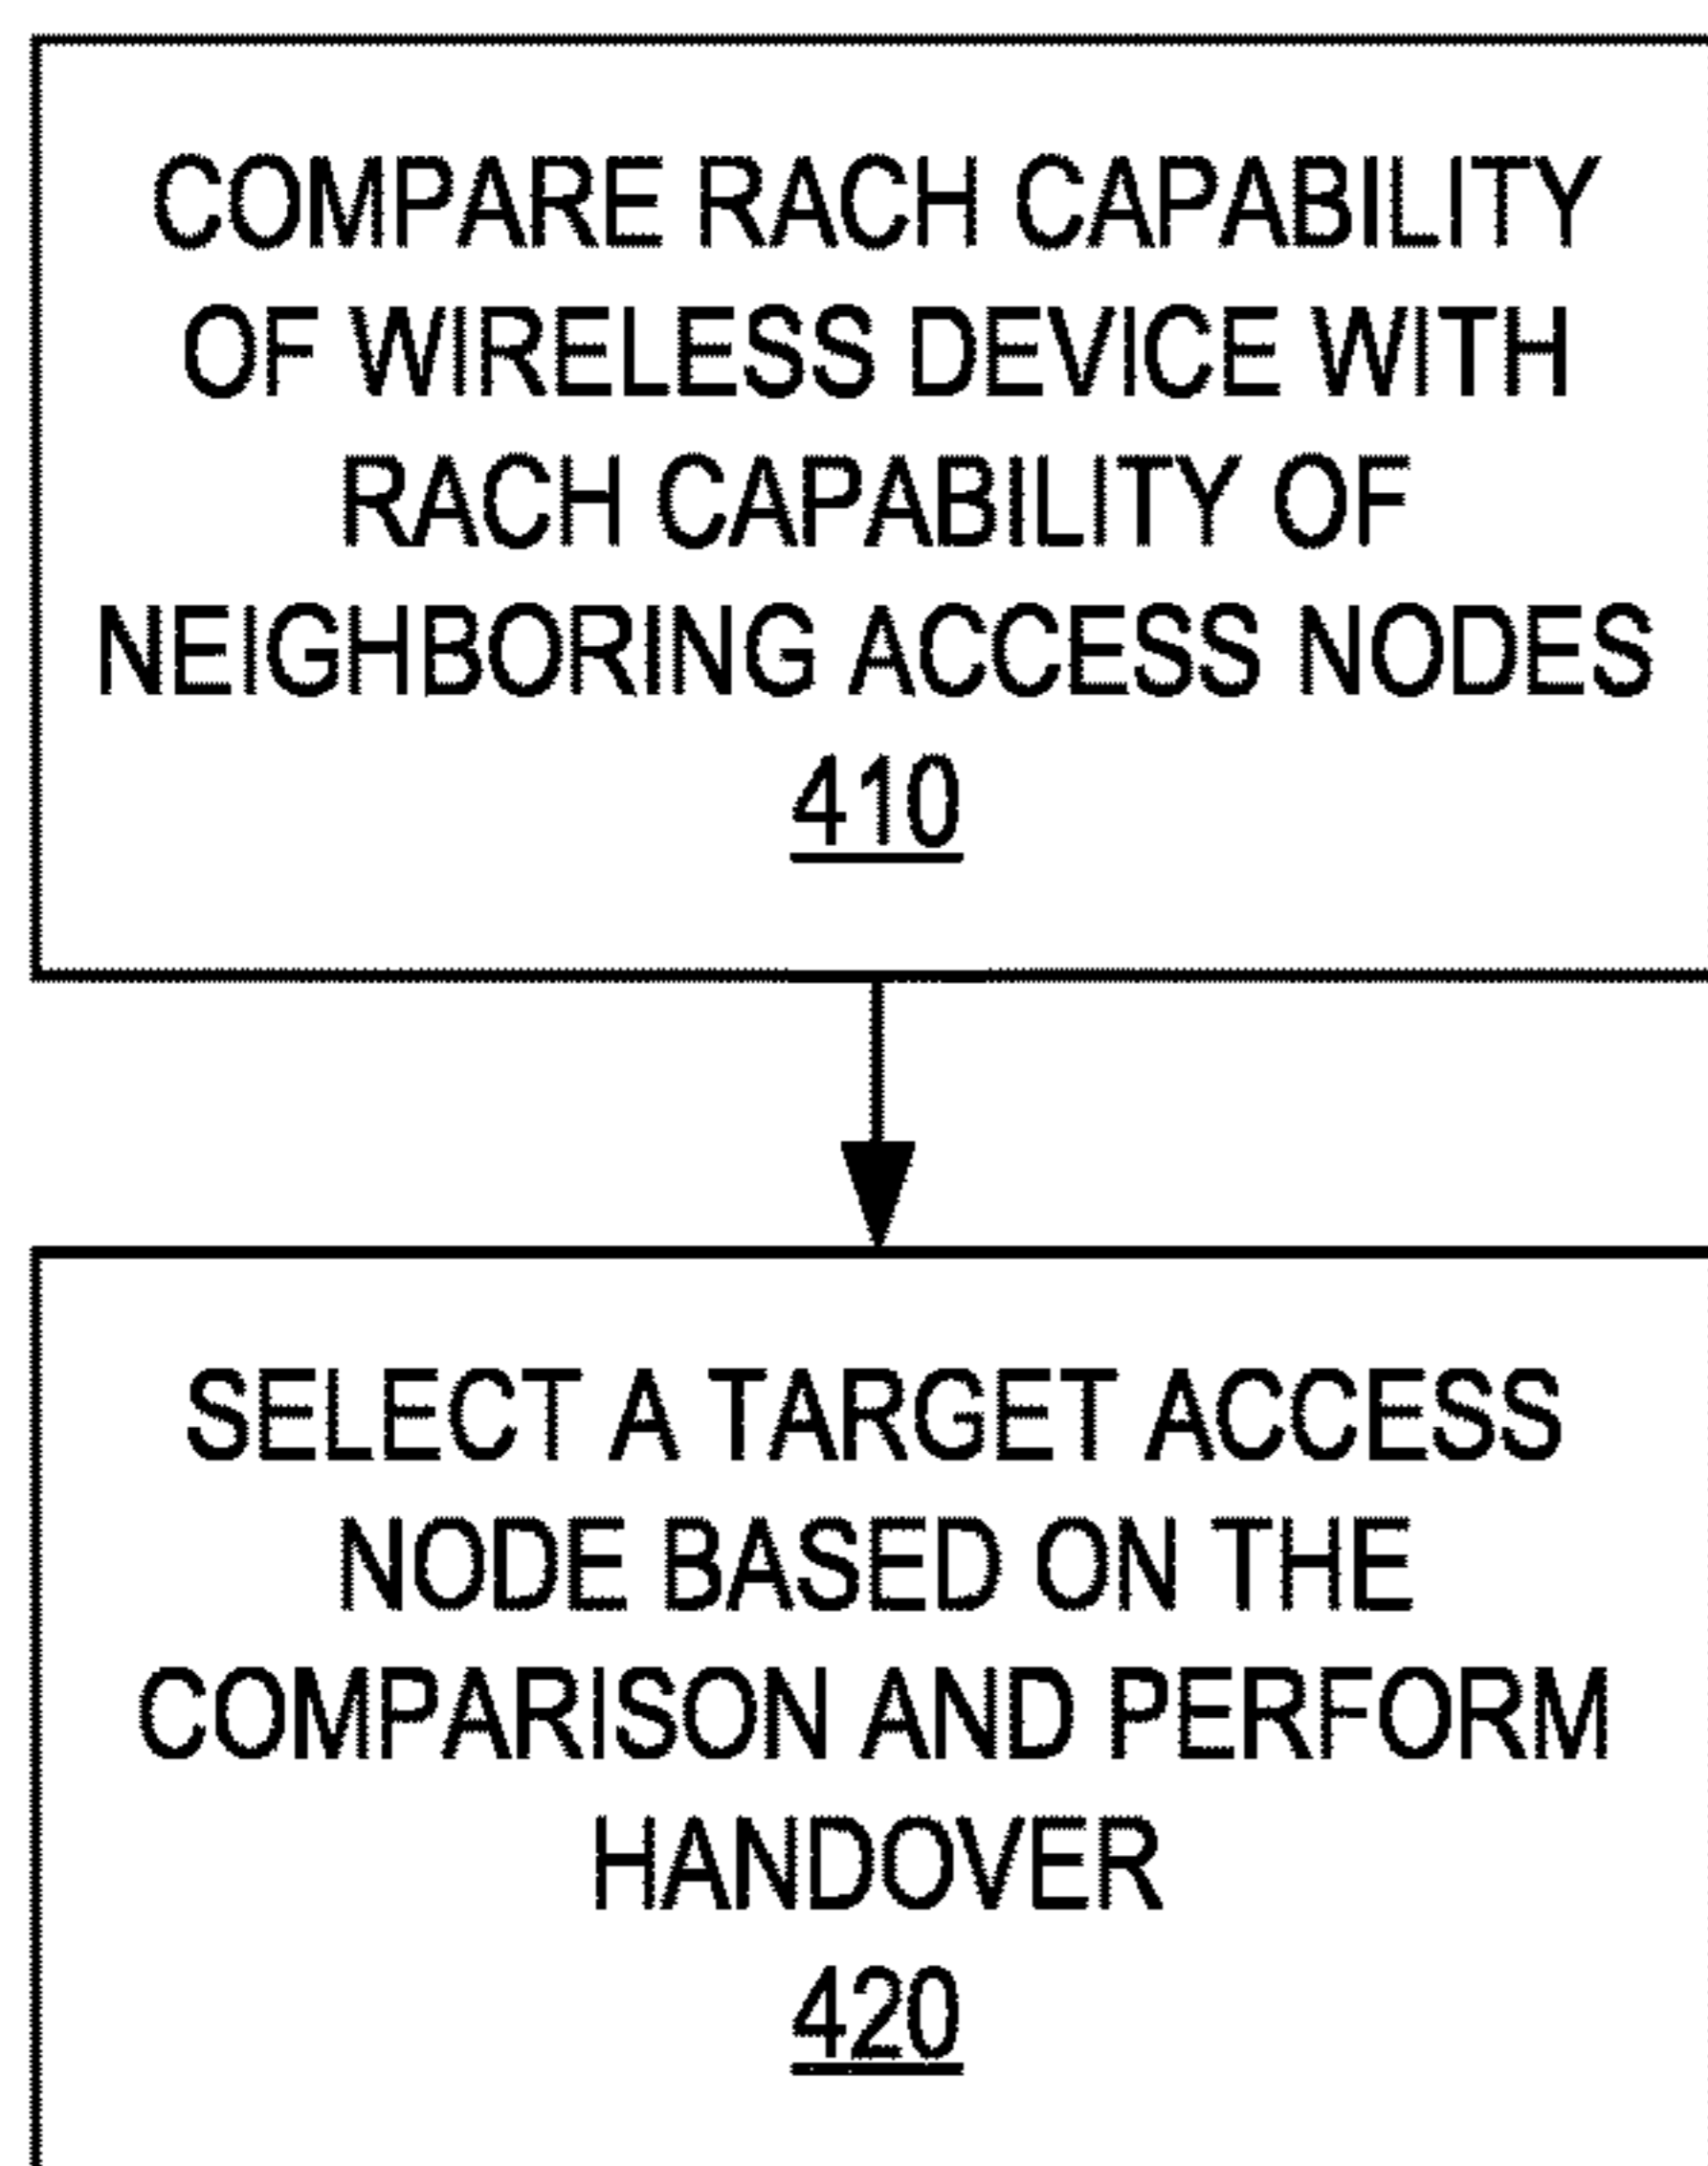 COMPARE RACH CAPABILITY
OF WIRELESS DEVICE WITH
RACH CAPABILITY OF
NEIGHBORING ACCESS NODES
410
SELECT A TARGET ACCESS
NODE BASED ON THE
COMPARISON AND PERFORM
HANDOVER
420